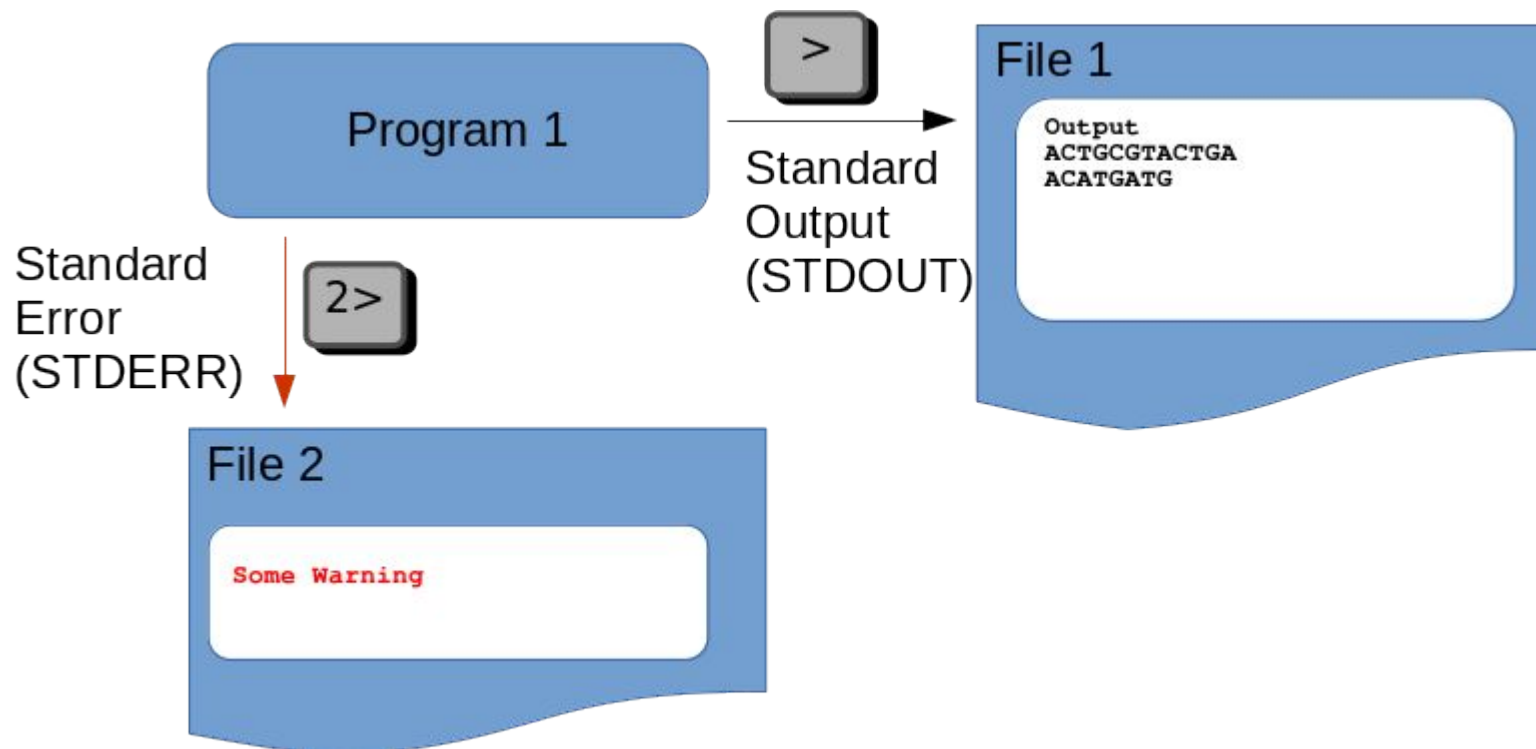 Program 1
>
Standard
Output
(STDOUT)
File 1
Output
ACTGCGTACTGA
ACATGATG
Standard
Error
(STDERR)
2>
File 2
Some Warning